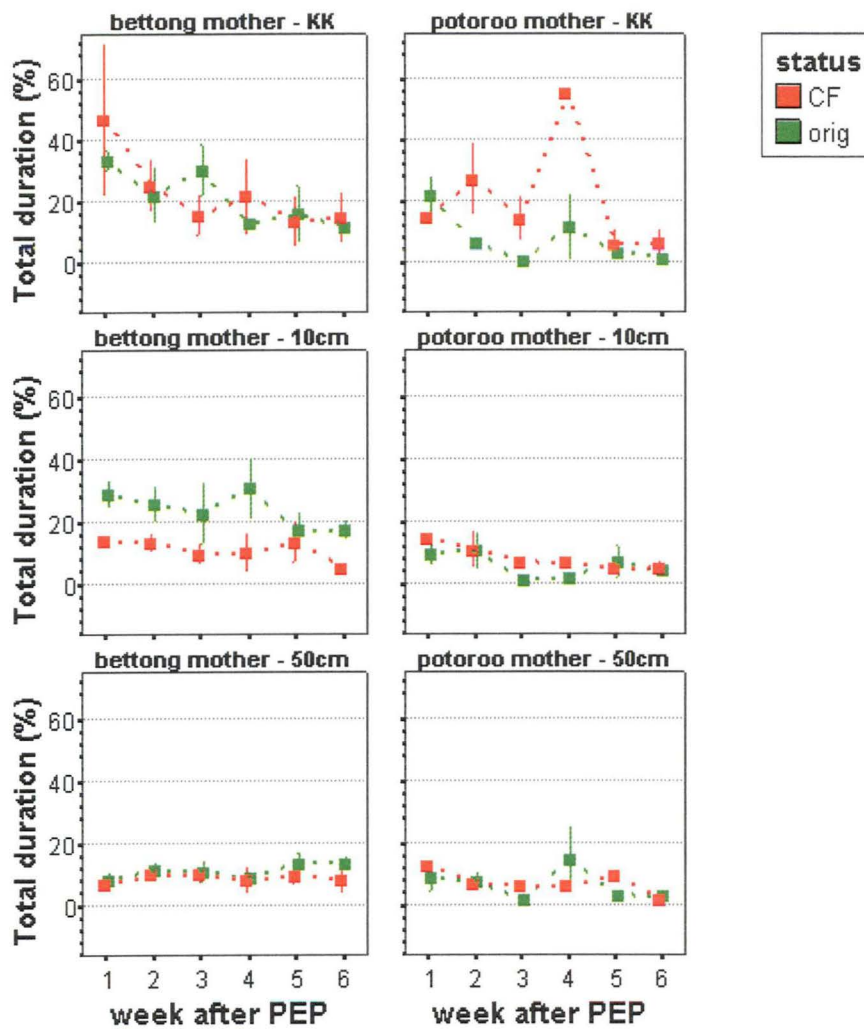 bettong mother - KK
potoroo mother - KK
status
CF
orig
Total duration (%)
60
40
20
0
bettong mother - 10cm
potoroo mother - 10cm
Total duration (%)
60
40
20
0
bettong mother - 50cm
potoroo mother - 50cm
Total duration (%)
60
40
20
0
1 2 3 4 5 6
1 2 3 4 5 6
week after PEP
week after PEP